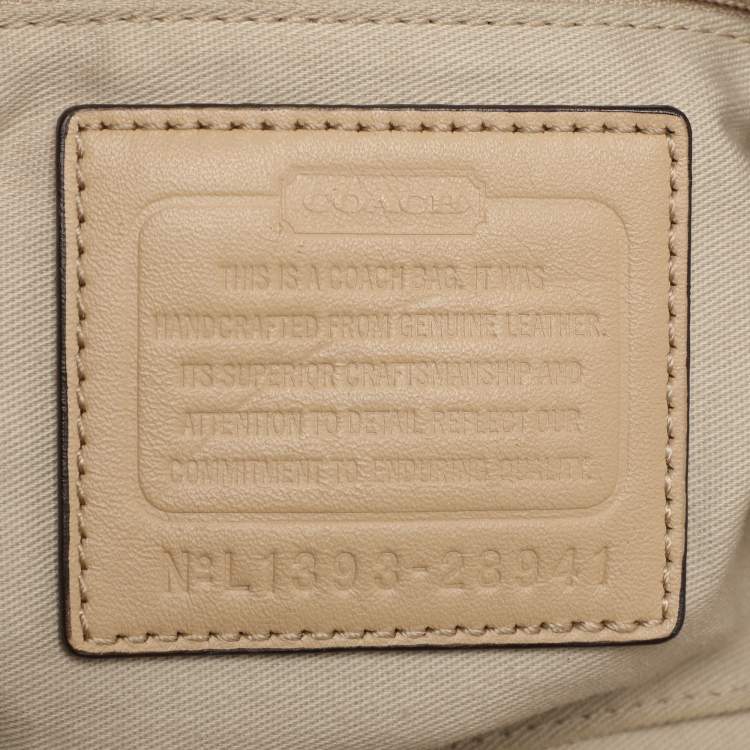 COACH
THIS IS A COACH BAG. IT WAS
HANDCRAFTED FROM GENUINE LEATHER.
ITS SUPERIOR CRAFTSMANSHIP AND
ATTENTION TO DETAIL REFLECT OUR
COMMITMENT TO ENDURING QUALITY.
Nº L1393-23941